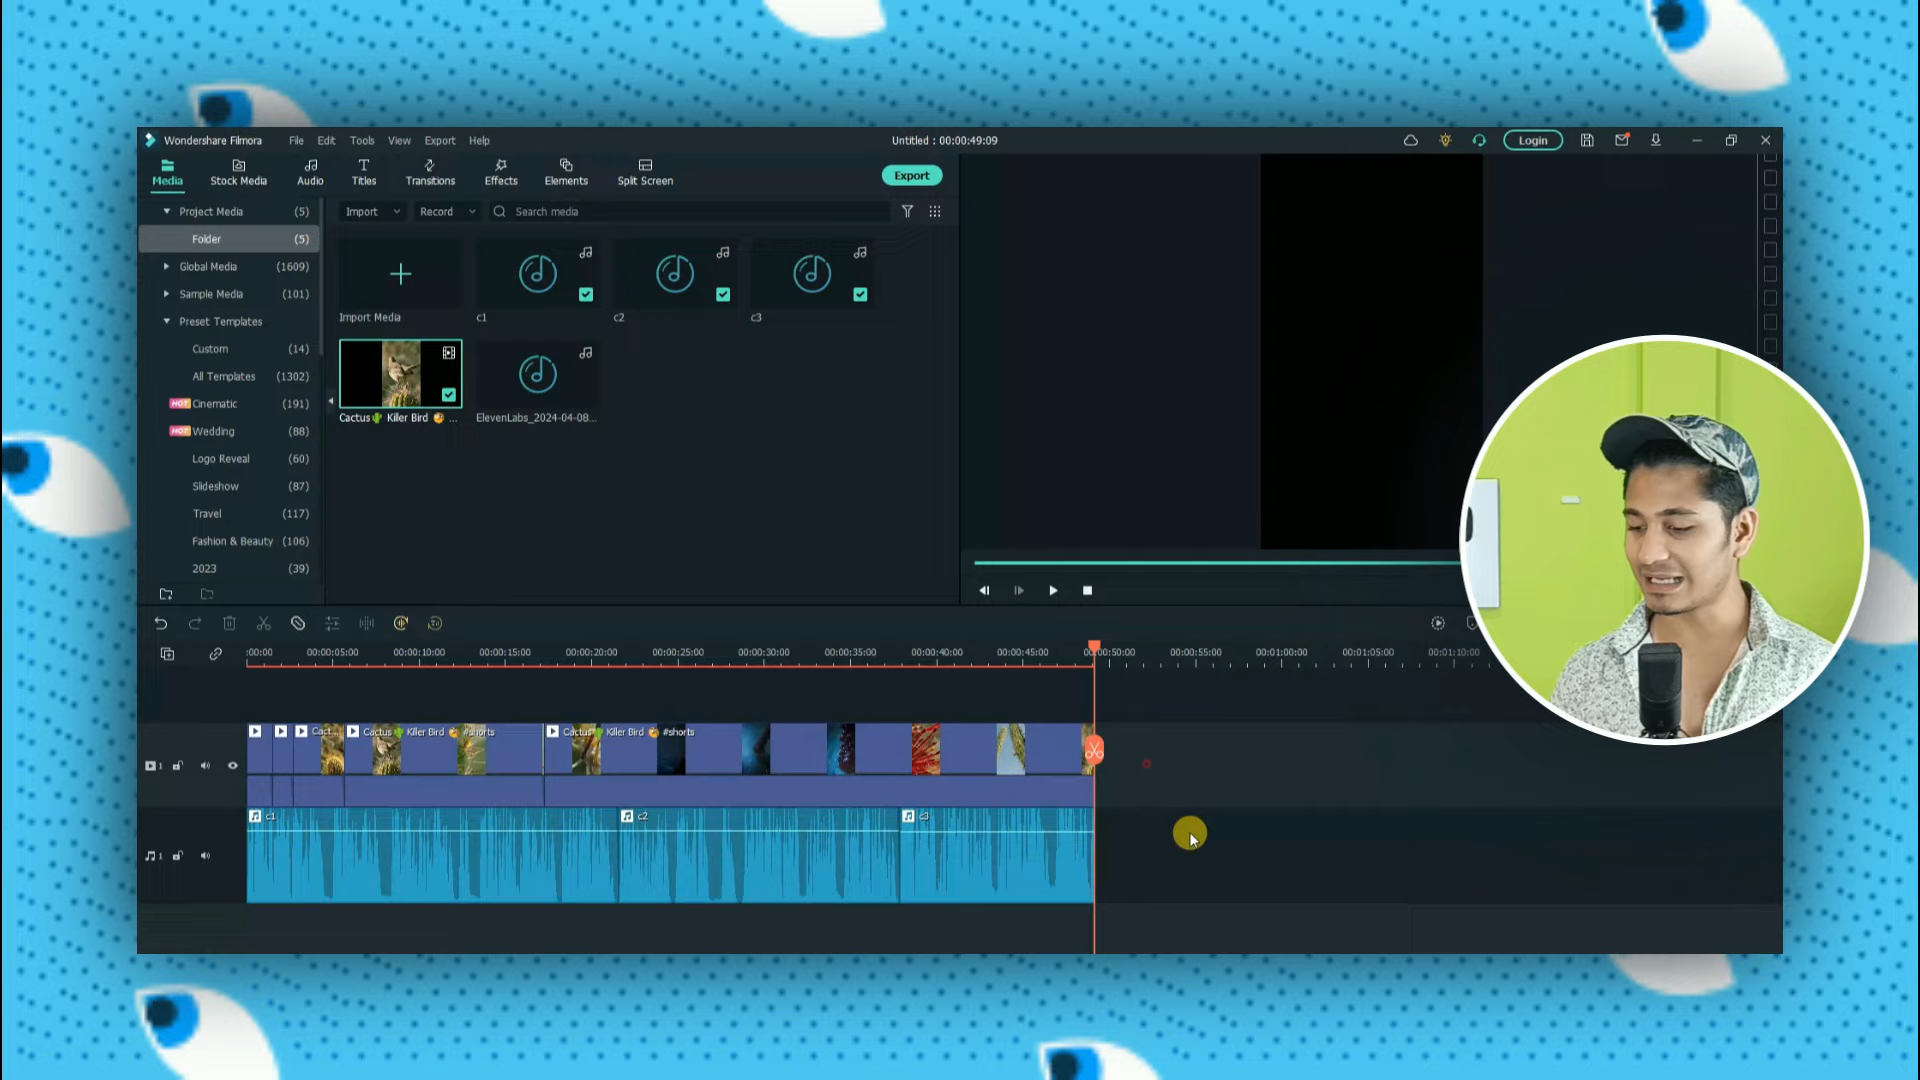 Wondershare Filmora File Edit Tools View Export Help Untitled : 00:00:49:09 Login
Media Stock Media Audio Titles Transitions Effects Elements Split Screen Export
Project Media (5) Import Record Search media
Folder (5)
Global Media (1609)
Sample Media (101)
Import Media c1 c2 c3
Preset Templates
Custom (14)
All Templates (1302)
HOT Cinematic (191)
Cactus🌵 Killer Bird 🐤 ... ElevenLabs_2024-04-08...
HOT Wedding (88)
Logo Reveal (60)
Slideshow (87)
Travel (117)
Fashion & Beauty (106)
2023 (39)
:00:00 00:00:05:00 00:00:10:00 00:00:15:00 00:00:20:00 00:00:25:00 00:00:30:00 00:00:35:00 00:00:40:00 00:00:45:00 00:00:50:00 00:00:55:00 00:01:00:00 00:01:05:00 00:01:10:00
Cact... Cactus🌵 Killer Bird 🐤 #shorts Cactus🌵 Killer Bird 🐤 #shorts
1
c1 c2 c3
1